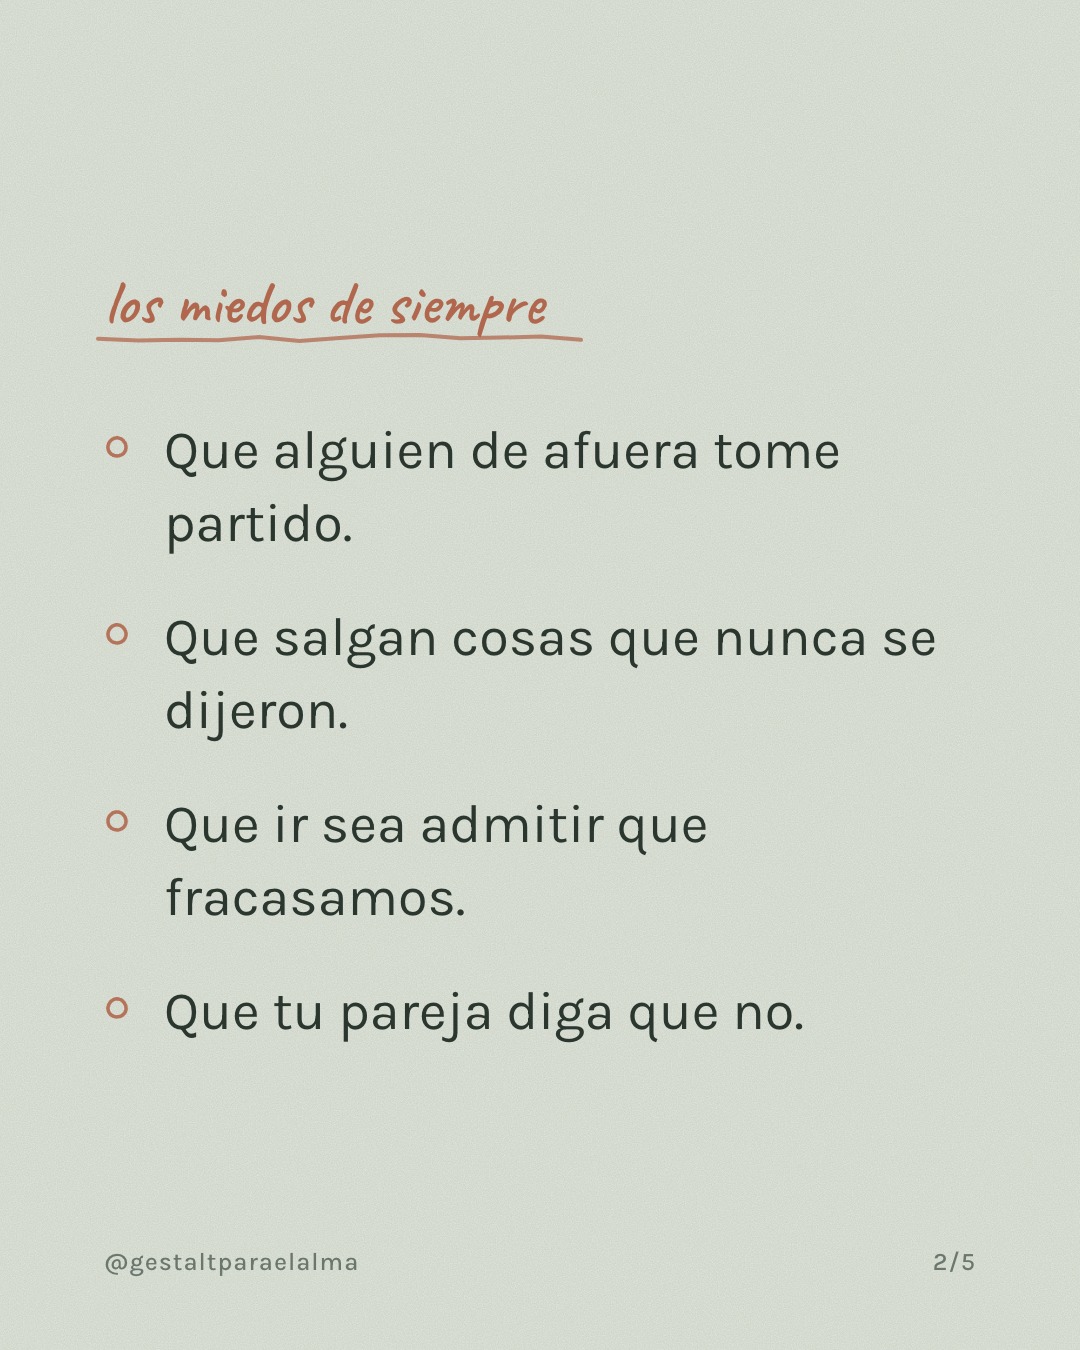 los miedos de siempre
Que alguien de afuera tome
partido.
Que salgan cosas que nunca se
dijeron.
Que ir sea admitir que
fracasamos.
Que tu pareja diga que no.
@gestaltparaelalma
2/5